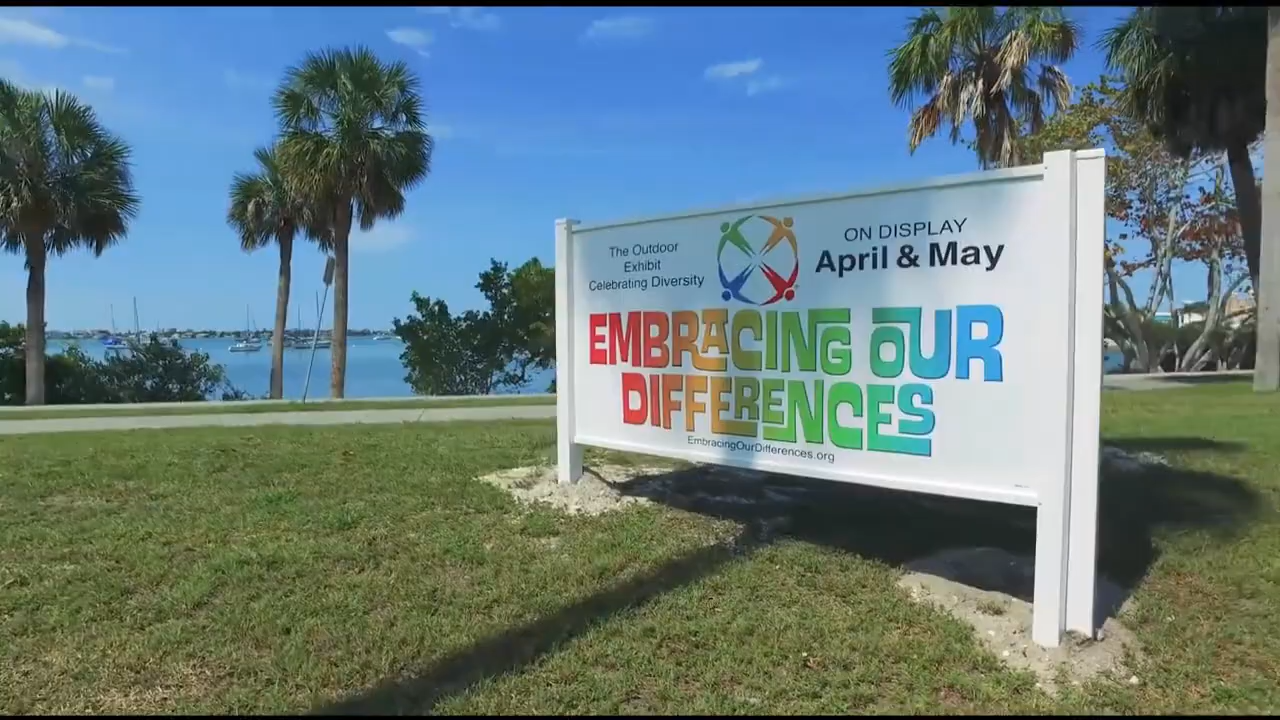 The Outdoor
Exhibit
Celebrating Diversity
ON DISPLAY
April & May
EMBRACING OUR
DIFFERENCES
EmbracingOurDifferences.org